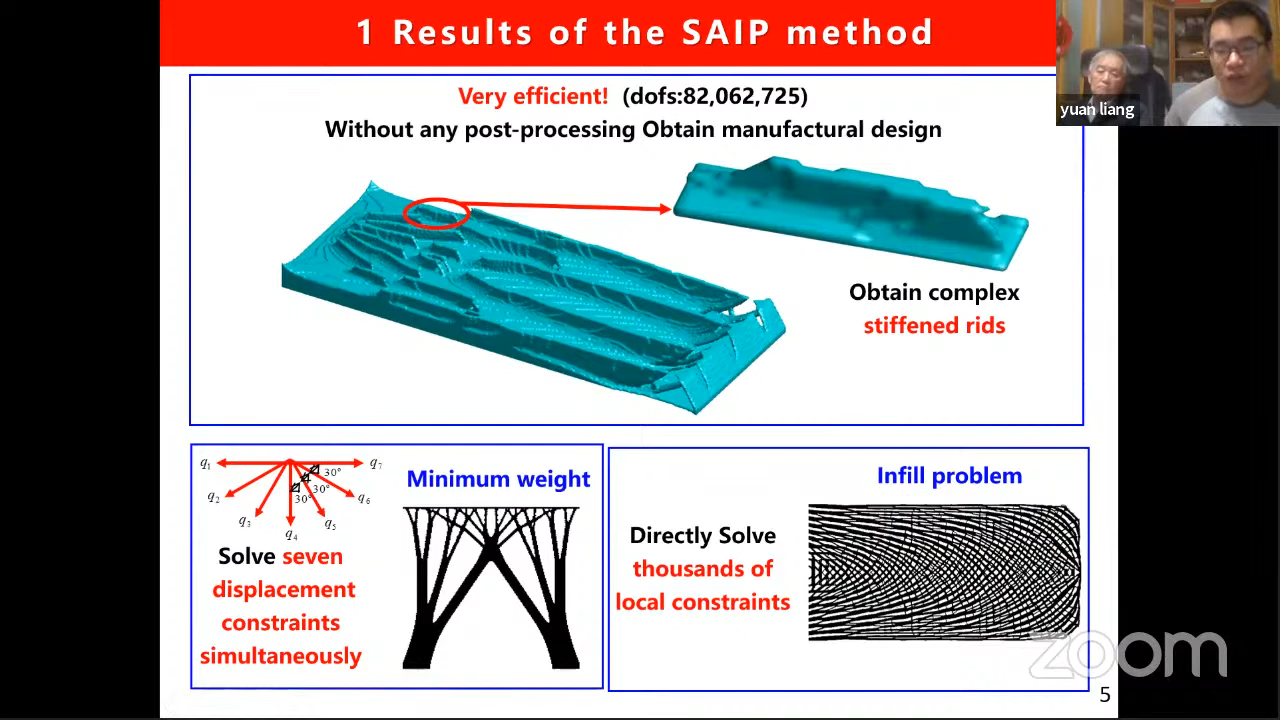 1 Results of the SAIP method
yuan liang
Very efficient! (dofs:82,062,725)
Without any post-processing Obtain manufactural design
Obtain complex
stiffened rids
q1
q7
30°
30°
30°
q2
q6
q3
q5
q4
Minimum weight
Solve seven
displacement
constraints
simultaneously
Infill problem
Directly Solve
thousands of
local constraints
zoom
5